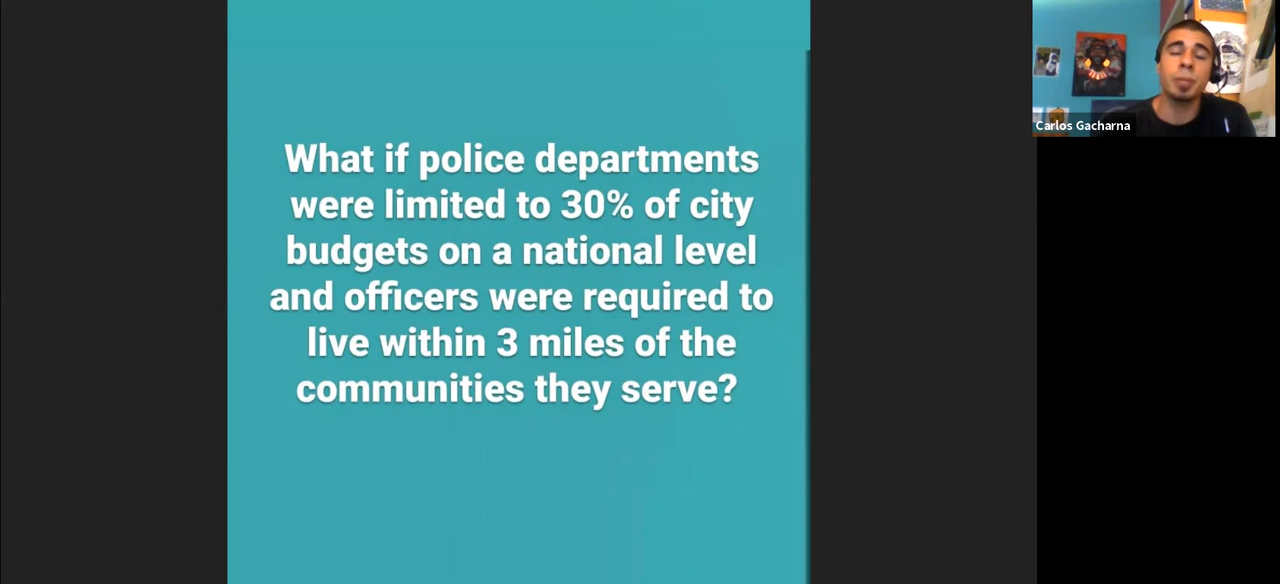 What if police departments
were limited to 30% of city
budgets on a national level
and officers were required to
live within 3 miles of the
communities they serve?
Carlos Gacharna